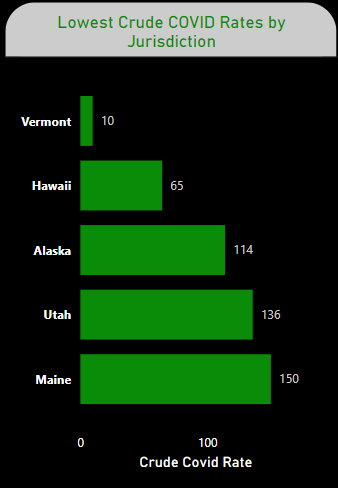 Lowest Crude COVID Rates by
Jurisdiction
Vermont 10
Hawaii 65
Alaska 114
Utah 136
Maine 150
0 100
Crude Covid Rate